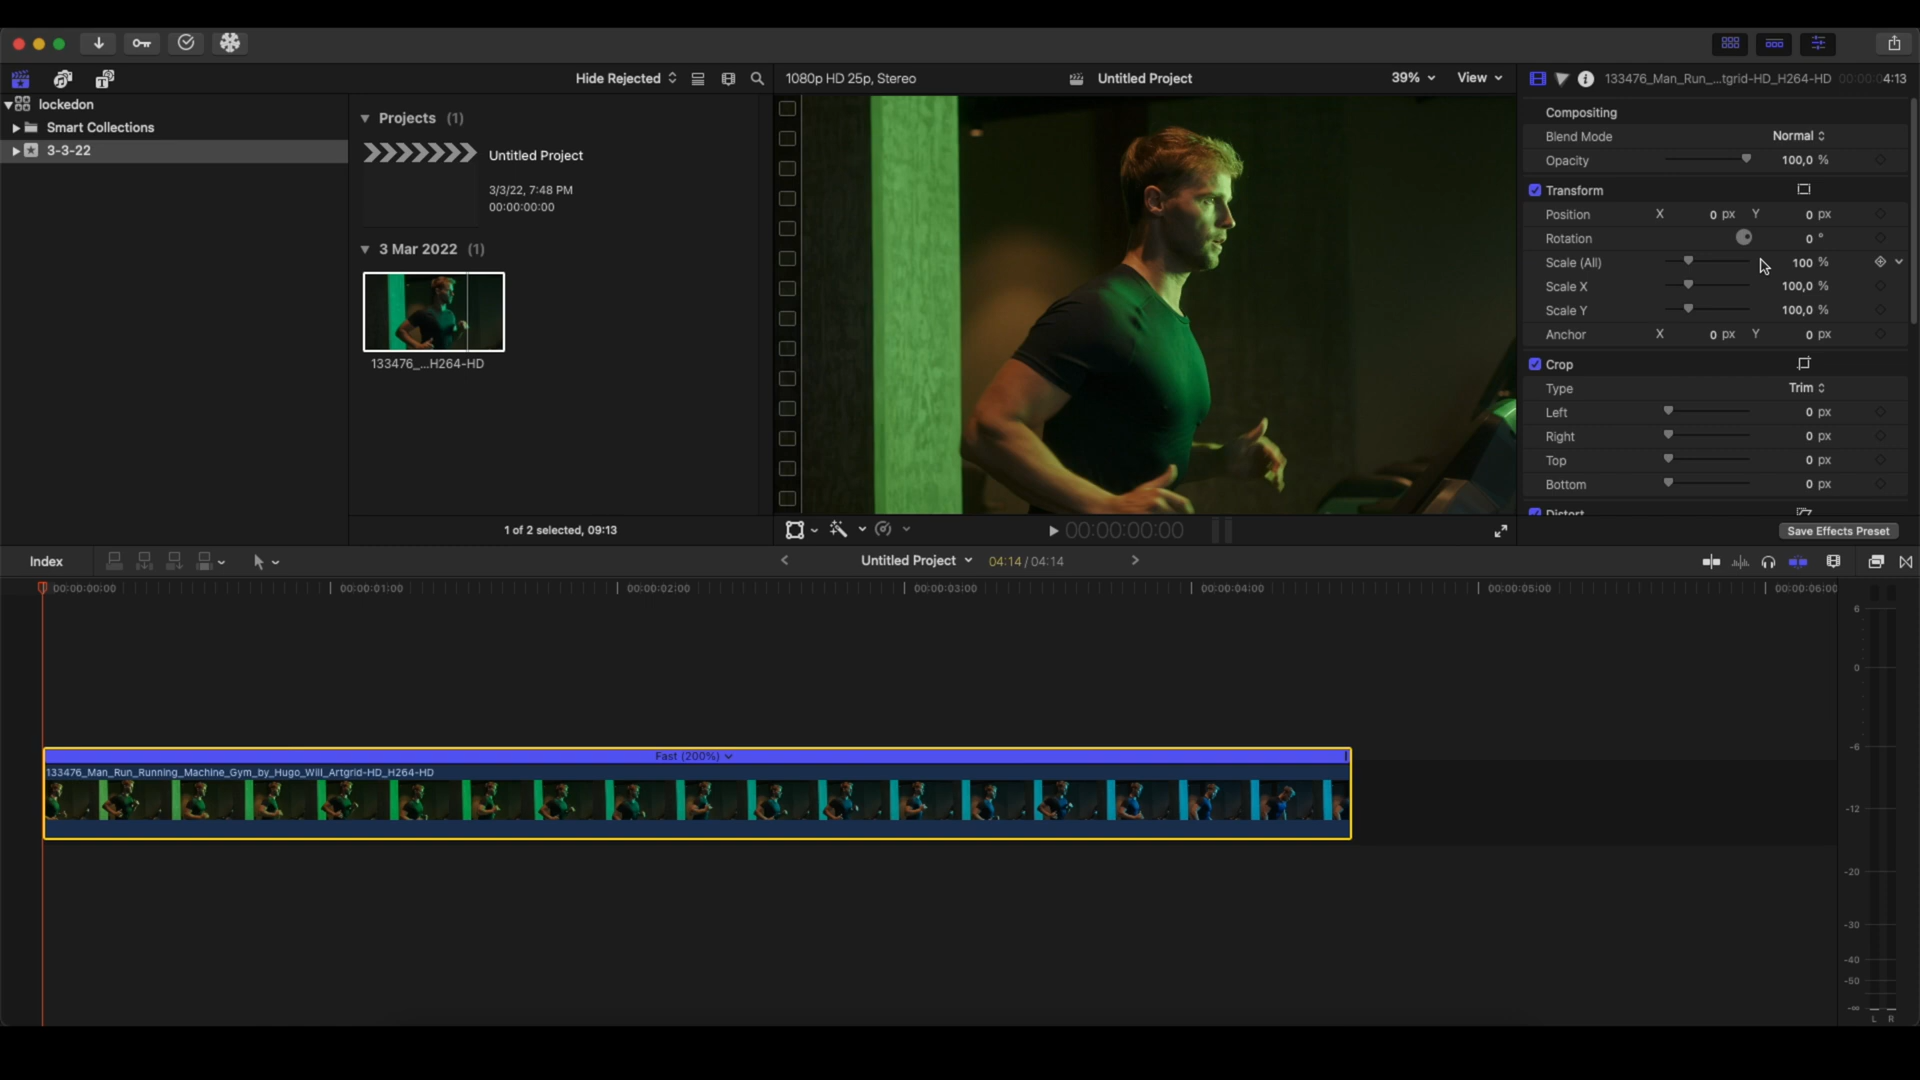 Hide Rejected
1080p HD 25p, Stereo
Untitled Project
39%
View
133476_Man_Run_...tgrid-HD_H264-HD
00:00:04:13
lockedon
Smart Collections
3-3-22
Projects (1)
Untitled Project
3/3/22, 7:48 PM
00:00:00:00
3 Mar 2022 (1)
133476_...H264-HD
1 of 2 selected, 09:13
00:00:00:00
Compositing
Blend Mode Normal
Opacity 100,0 %
Transform
Position X 0 px Y 0 px
Rotation 0 °
Scale (All) 100 %
Scale X 100,0 %
Scale Y 100,0 %
Anchor X 0 px Y 0 px
Crop
Type Trim
Left 0 px
Right 0 px
Top 0 px
Bottom 0 px
Distort
Save Effects Preset
Index
Untitled Project 04:14 / 04:14
00:00:00:00 00:00:01:00 00:00:02:00 00:00:03:00 00:00:04:00 00:00:05:00 00:00:06:00
Fast (200%)
133476_Man_Run_Running_Machine_Gym_by_Hugo_Will_Artgrid-HD_H264-HD
6
0
-6
-12
-20
-30
-40
-50
-∞
L R